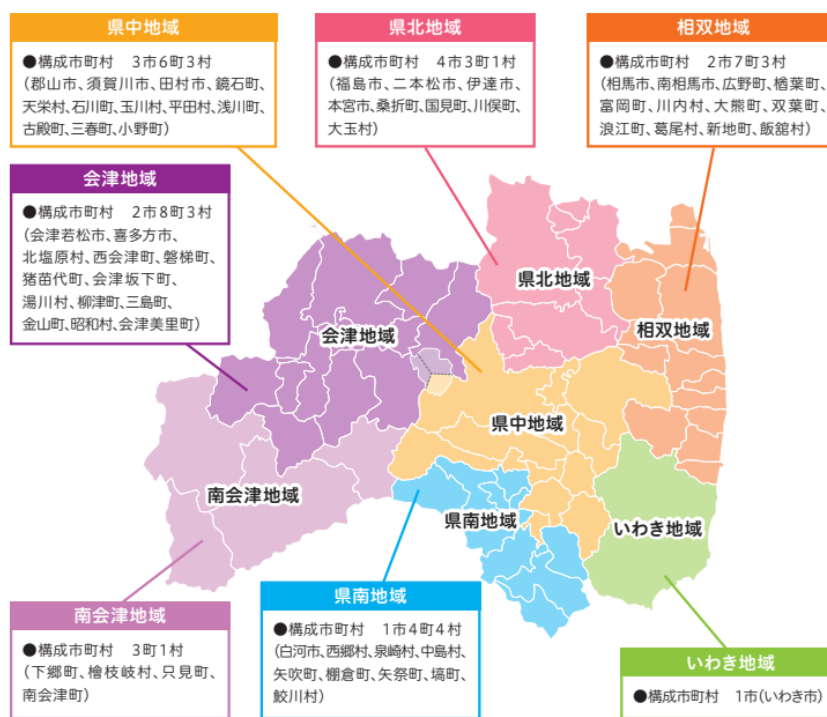 県中地域
●構成市町村　3市6町3村
(郡山市、須賀川市、田村市、鏡石町、
天栄村、石川町、玉川村、平田村、浅川町、
古殿町、三春町、小野町)
県北地域
●構成市町村　4市3町1村
(福島市、二本松市、伊達市、
本宮市、桑折町、国見町、川俣町、
大玉村)
相双地域
●構成市町村　2市7町3村
(相馬市、南相馬市、広野町、楢葉町、
富岡町、川内村、大熊町、双葉町、
浪江町、葛尾村、新地町、飯舘村)
会津地域
●構成市町村　2市8町3村
(会津若松市、喜多方市、
北塩原村、西会津町、磐梯町、
猪苗代町、会津坂下町、
湯川村、柳津町、三島町、
金山町、昭和村、会津美里町)
県北地域
会津地域
相双地域
県中地域
南会津地域
県南地域
いわき地域
南会津地域
●構成市町村　3町1村
(下郷町、檜枝岐村、只見町、
南会津町)
県南地域
●構成市町村　1市4町4村
(白河市、西郷村、泉崎村、中島村、
矢吹町、棚倉町、矢祭町、塙町、
鮫川村)
いわき地域
●構成市町村　1市(いわき市)